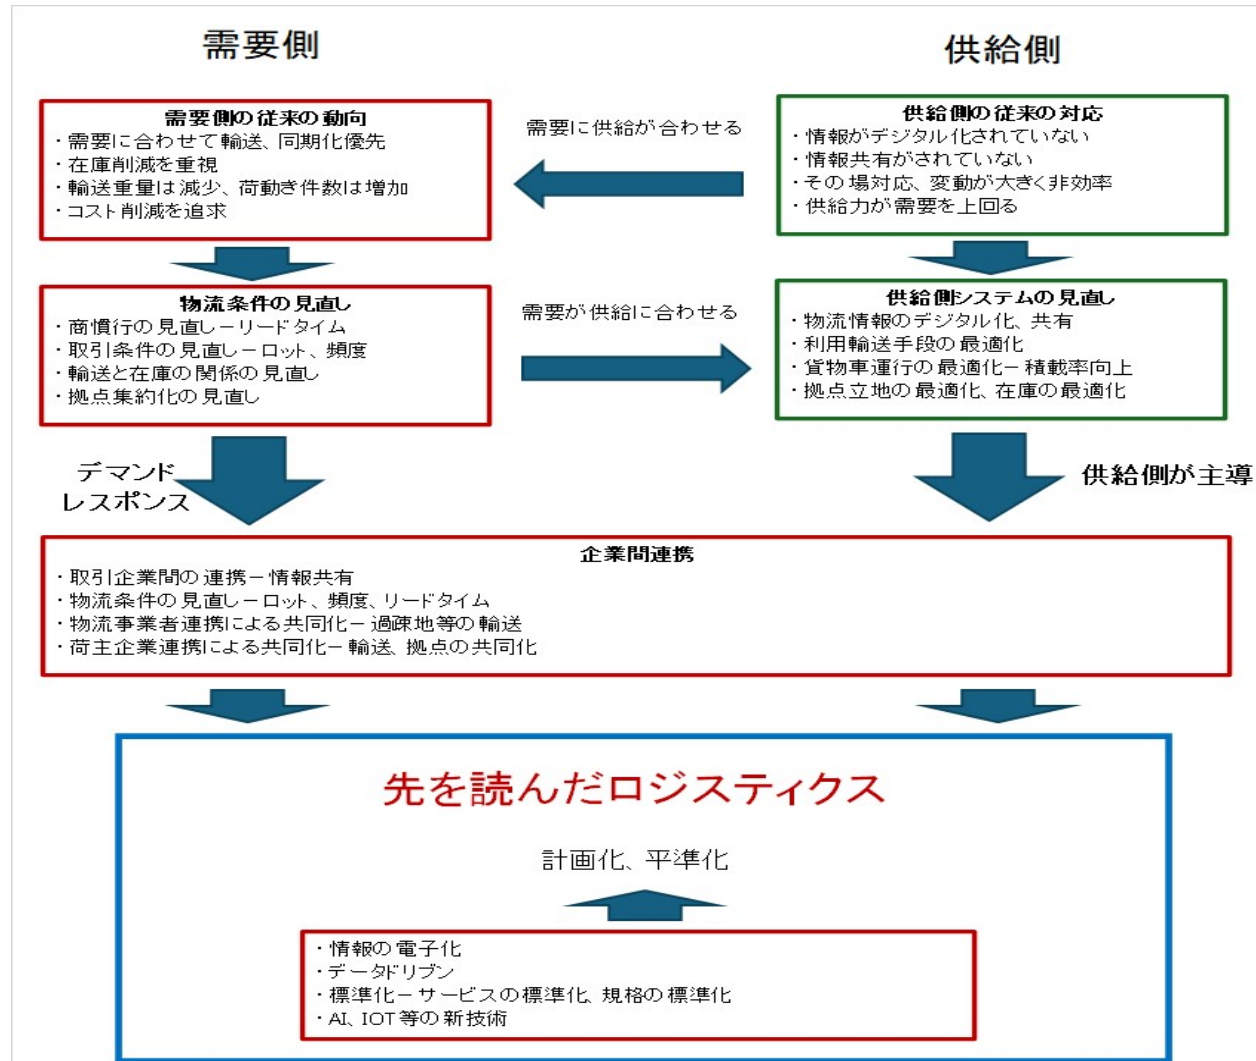 需要側
供給側
需要側の従来の動向
・需要に合わせて輸送、同期化優先
・在庫削減を重視
・輸送重量は減少、荷動き件数は増加
・コスト削減を追求
需要に供給が合わせる
供給側の従来の対応
・情報がデジタル化されていない
・情報共有がされていない
・その場対応、変動が大きく非効率
・供給力が需要を上回る
物流条件の見直し
・商慣行の見直しーリードタイム
・取引条件の見直しーロット、頻度
・輸送と在庫の関係の見直し
・拠点集約化の見直し
需要が供給に合わせる
供給側システムの見直し
・物流情報のデジタル化、共有
・利用輸送手段の最適化
・貨物車運行の最適化ー積載率向上
・拠点立地の最適化、在庫の最適化
デマンド
レスポンス
供給側が主導
企業間連携
・取引企業間の連携ー情報共有
・物流条件の見直しーロット、頻度、リードタイム
・物流事業者連携による共同化ー過疎地等の輸送
・荷主企業連携による共同化ー輸送、拠点の共同化
先を読んだロジスティクス
計画化、平準化
・情報の電子化
・データドリブン
・標準化ーサービスの標準化、規格の標準化
・AI、IOT等の新技術